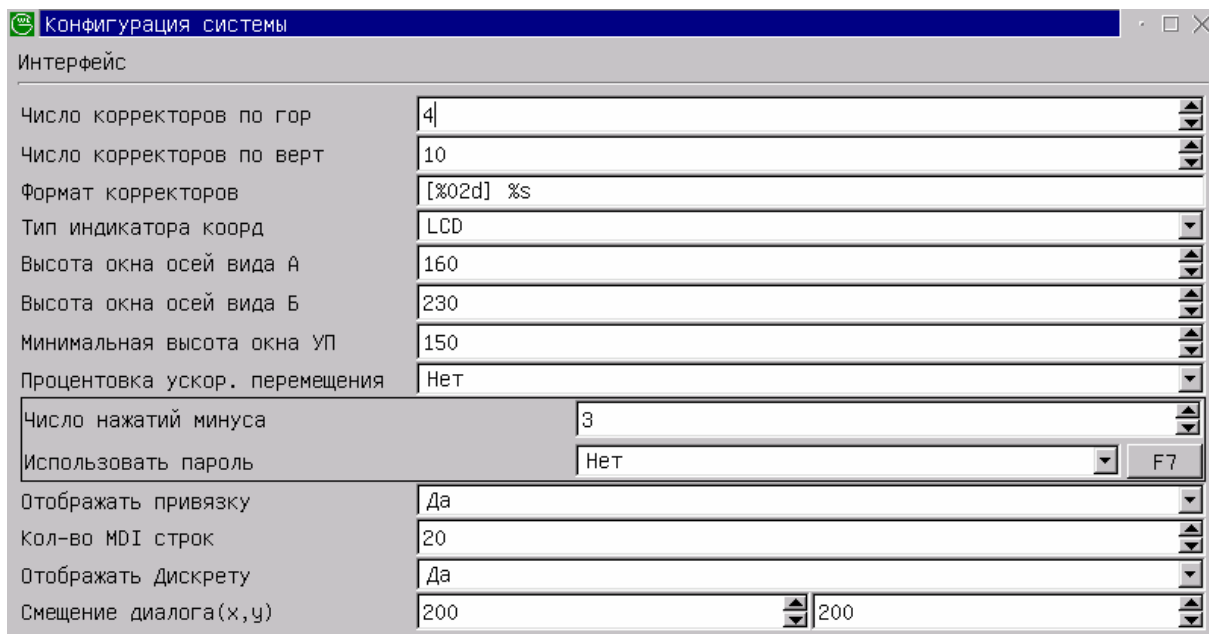 Конфигурация системы
Интерфейс
Число корректоров по гор 4
Число корректоров по верт 10
Формат корректоров [%02d] %s
Тип индикатора коорд LCD
Высота окна осей вида А 160
Высота окна осей вида Б 230
Минимальная высота окна УП 150
Процентовка ускор. перемещения Нет
Число нажатий минуса 3
Использовать пароль Нет F7
Отображать привязку Да
Кол-во MDI строк 20
Отображать Дискрету Да
Смещение диалога(x,y) 200 200